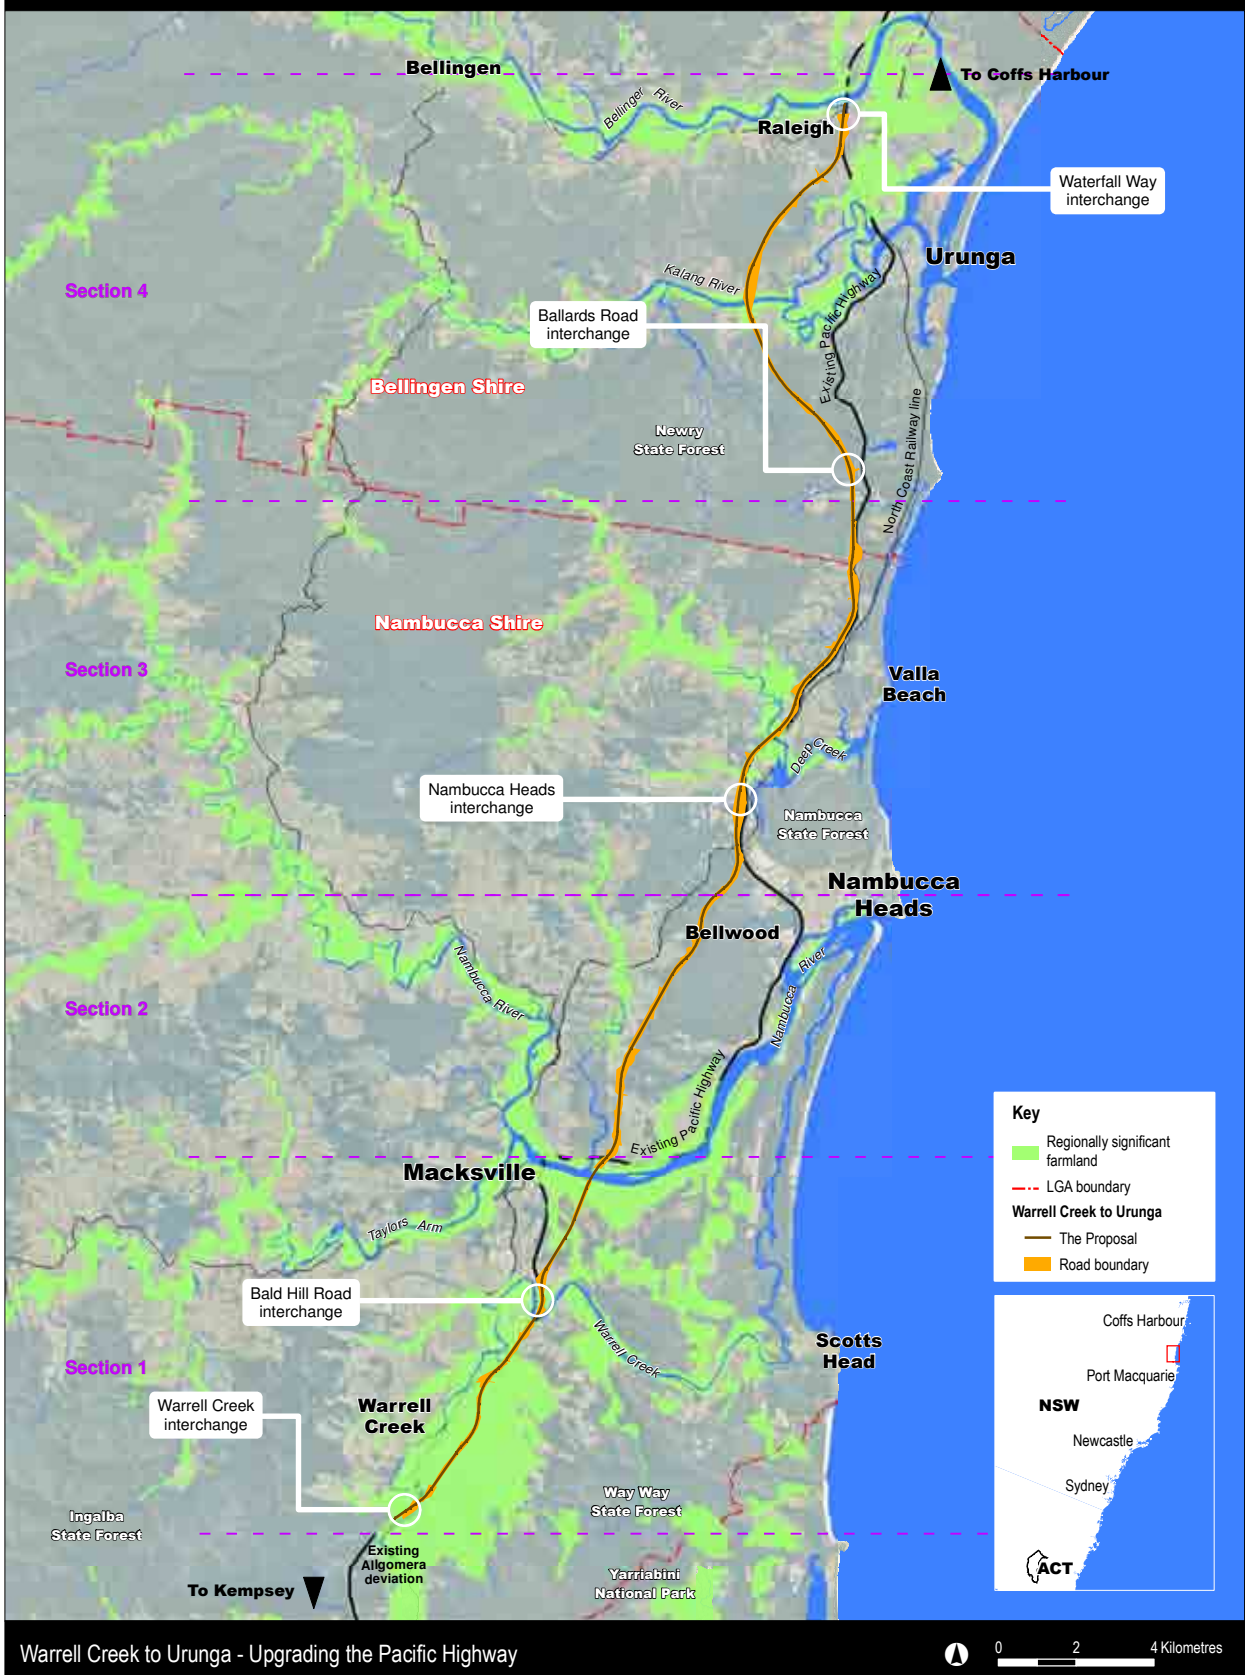 Bellingen
To Coffs Harbour
Bellinger River
Raleigh
Waterfall Way
interchange
Urunga
Kalang River
Section 4
Existing Pacific Highway
Ballards Road
interchange
Bellingen Shire
North Coast Railway line
Newry
State Forest
Nambucca Shire
Section 3
Valla
Beach
Deep Creek
Nambucca Heads
interchange
Nambucca
State Forest
Nambucca
Heads
Bellwood
Nambucca River
Nambucca River
Section 2
Existing Pacific Highway
Macksville
Taylors Arm
Bald Hill Road
interchange
Warrell Creek
Scotts
Head
Section 1
Warrell Creek
interchange
Warrell
Creek
Way Way
State Forest
Ingalba
State Forest
Existing
Allgomera
deviation
To Kempsey
Yarriabini
National Park
Key
Regionally significant
farmland
LGA boundary
Warrell Creek to Urunga
The Proposal
Road boundary
Coffs Harbour
Port Macquarie
NSW
Newcastle
Sydney
ACT
Warrell Creek to Urunga - Upgrading the Pacific Highway
0 2 4 Kilometres